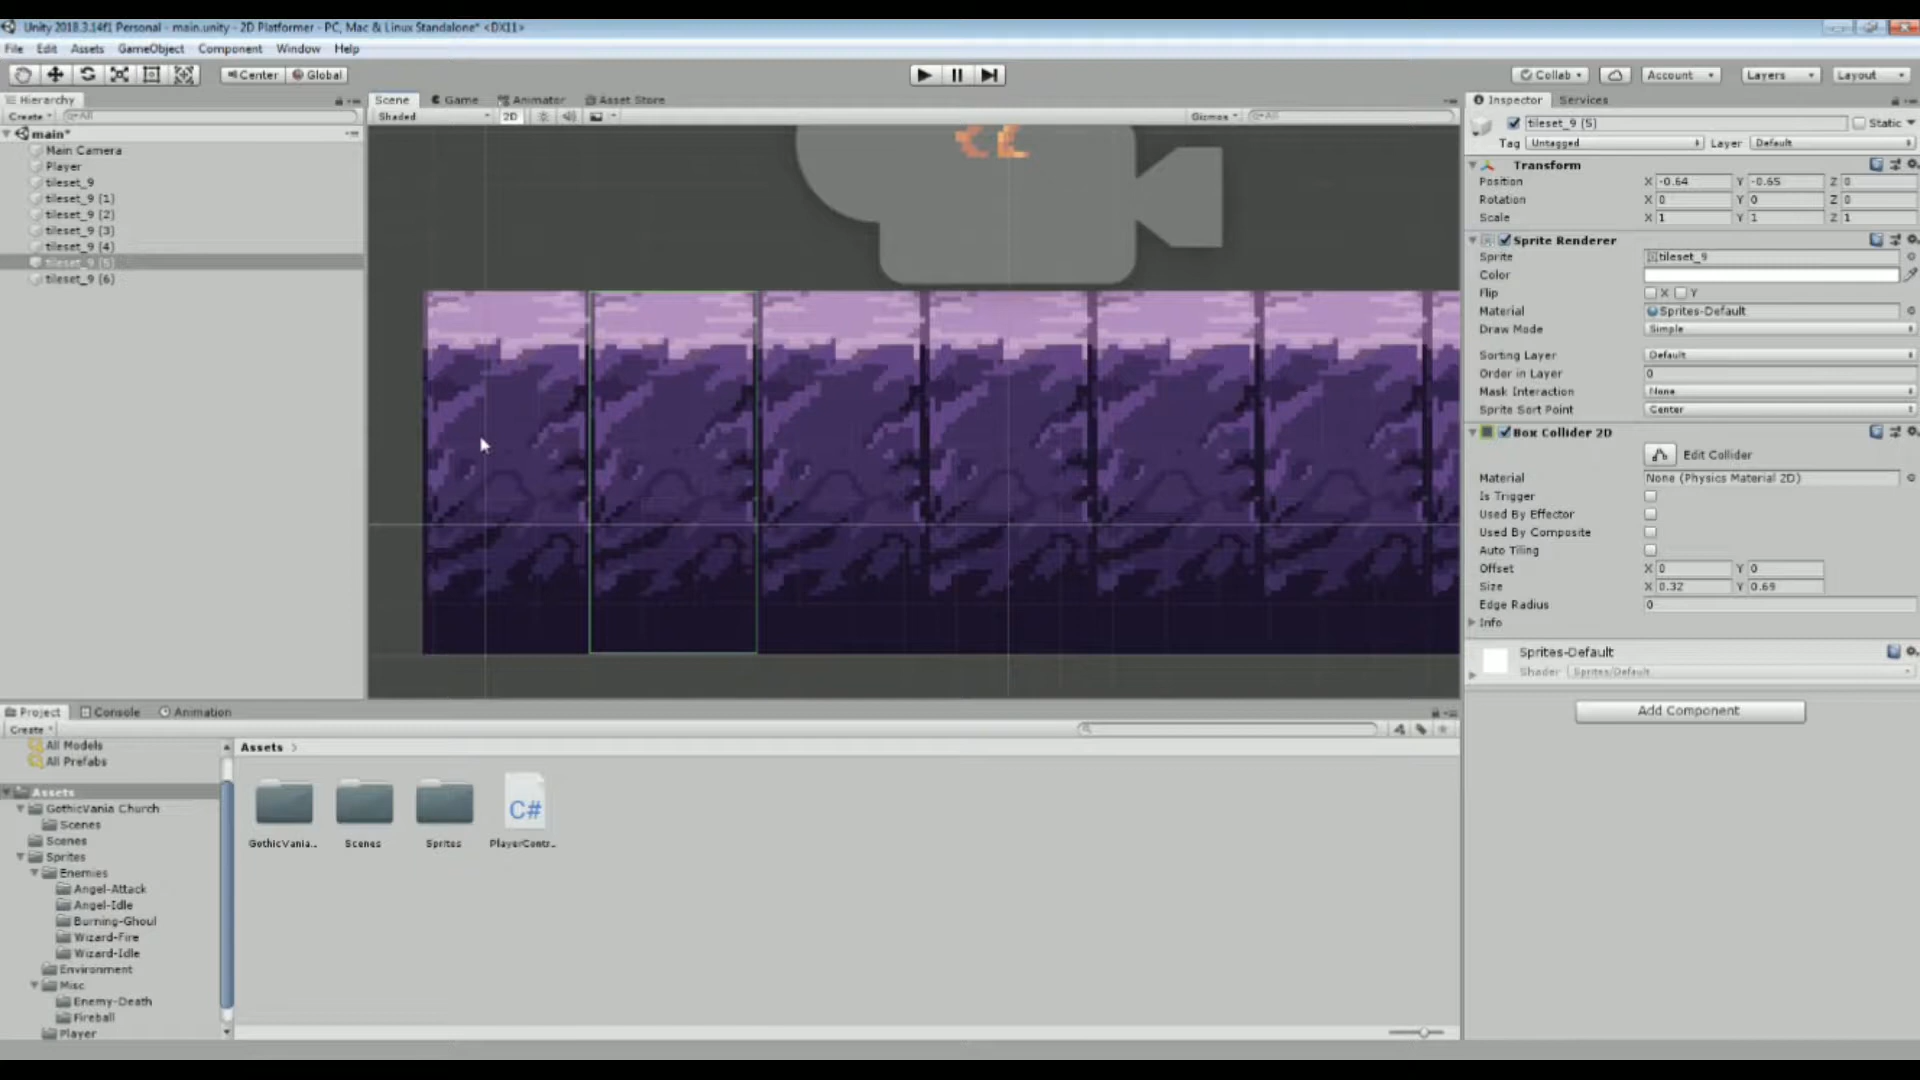 Unity 2018.3.14f1 Personal - main.unity - 2D Platformer - PC, Mac & Linux Standalone* <DX11>
File Edit Assets GameObject Component Window Help
Center Global
Collab Account Layers Layout
Hierarchy
Create All
main*
Main Camera
Player
tileset_9
tileset_9 (1)
tileset_9 (2)
tileset_9 (3)
tileset_9 (4)
tileset_9 (5)
tileset_9 (6)
Scene Game Animator Asset Store
Shaded 2D Gizmos All
Inspector Services
tileset_9 (5) Static
Tag Untagged Layer Default
Transform
Position X -0.64 Y -0.65 Z 0
Rotation X 0 Y 0 Z 0
Scale X 1 Y 1 Z 1
Sprite Renderer
Sprite tileset_9
Color
Flip X Y
Material Sprites-Default
Draw Mode Simple
Sorting Layer Default
Order in Layer 0
Mask Interaction None
Sprite Sort Point Center
Box Collider 2D
Edit Collider
Material None (Physics Material 2D)
Is Trigger
Used By Effector
Used By Composite
Auto Tiling
Offset X 0 Y 0
Size X 0.32 Y 0.69
Edge Radius 0
Info
Sprites-Default
Shader Sprites/Default
Add Component
Project Console Animation
Create
All Models
All Prefabs
Assets
GothicVania Church
Scenes
Scenes
Sprites
Enemies
Angel-Attack
Angel-Idle
Burning-Ghoul
Wizard-Fire
Wizard-Idle
Environment
Misc
Enemy-Death
Fireball
Player
Assets
C#
GothicVania.. Scenes Sprites PlayerContr..